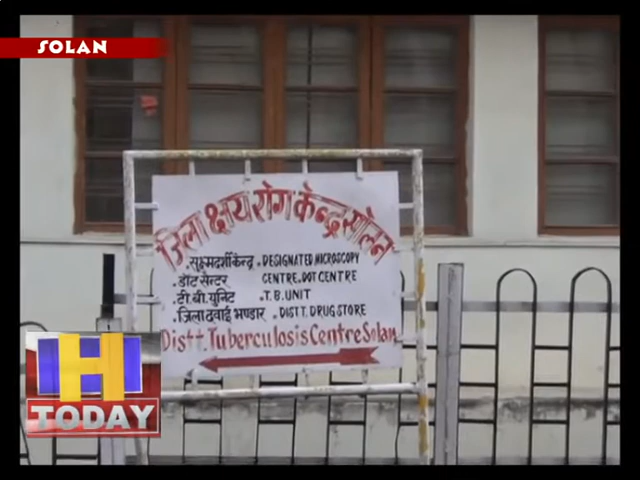 SOLAN
जिला क्षय रोग केन्द्र सोलन
.सूक्ष्मदर्शी केन्द्र . DESIGNATED MICROSCOPY
.डॉट सेन्टर CENTRE. DOT CENTRE
.टी.बी. युनिट . T.B. UNIT
.जिला दवाई भण्डार . DISTT. DRUG STORE
Distt. Tuberculosis Centre Solan
H
TODAY